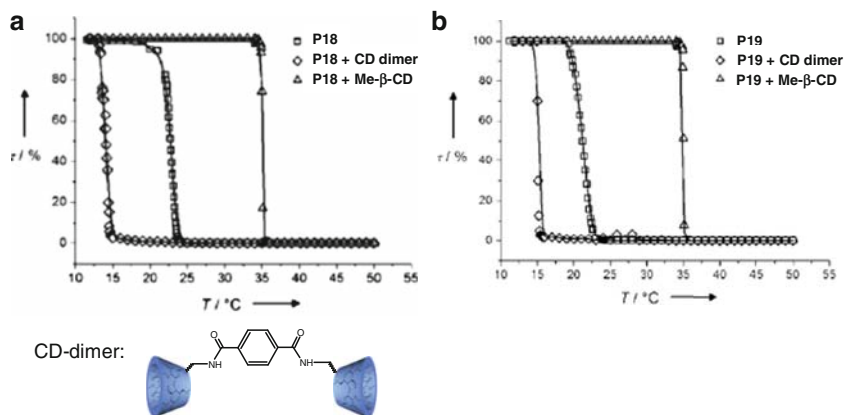 a
100
80
60
40
20
0
τ / %
10 15 20 25 30 35 40 45 50 55
T / °C
P18
P18 + CD dimer
P18 + Me-β-CD
b
100
80
60
40
20
0
τ / %
10 15 20 25 30 35 40 45 50 55
T / °C
P19
P19 + CD dimer
P19 + Me-β-CD
CD-dimer:
O
O
NH
NH